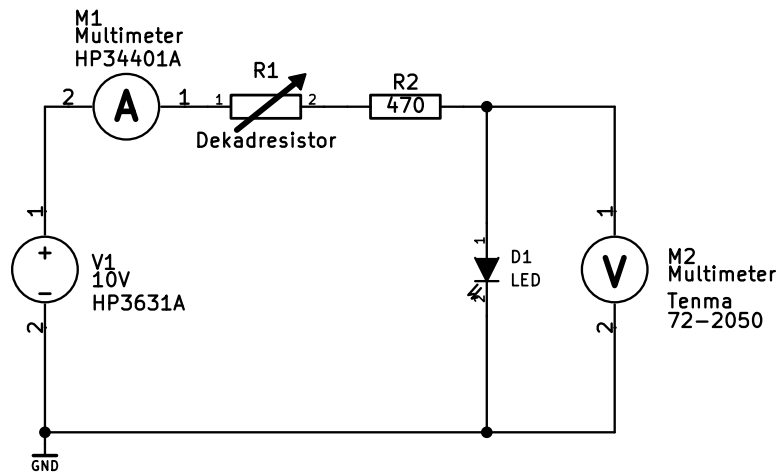 M1
Multimeter
HP34401A
2
A
1
R1
1
2
Dekadresistor
R2
470
1
+
−
2
V1
10V
HP3631A
1
D1
LED
2
1
V
2
M2
Multimeter
Tenma
72−2050
GND